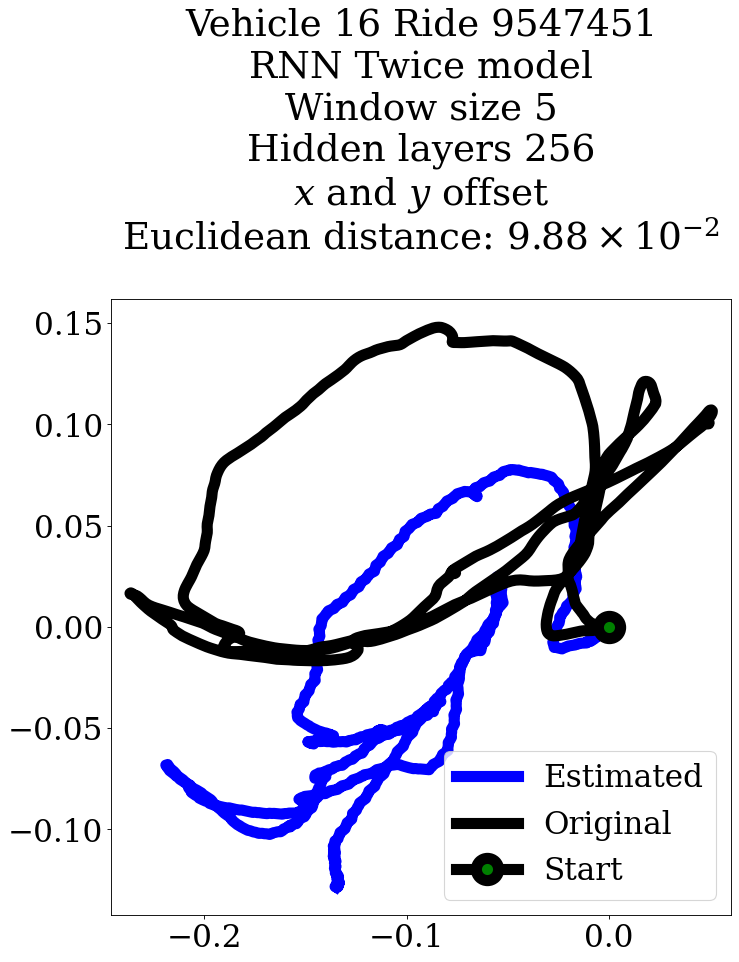 Vehicle 16 Ride 9547451
RNN Twice model
Window size 5
Hidden layers 256
x and y offset
Euclidean distance: 9.88 × 10⁻²
0.15
0.10
0.05
0.00
−0.05
−0.10
Estimated
Original
Start
−0.2
−0.1
0.0